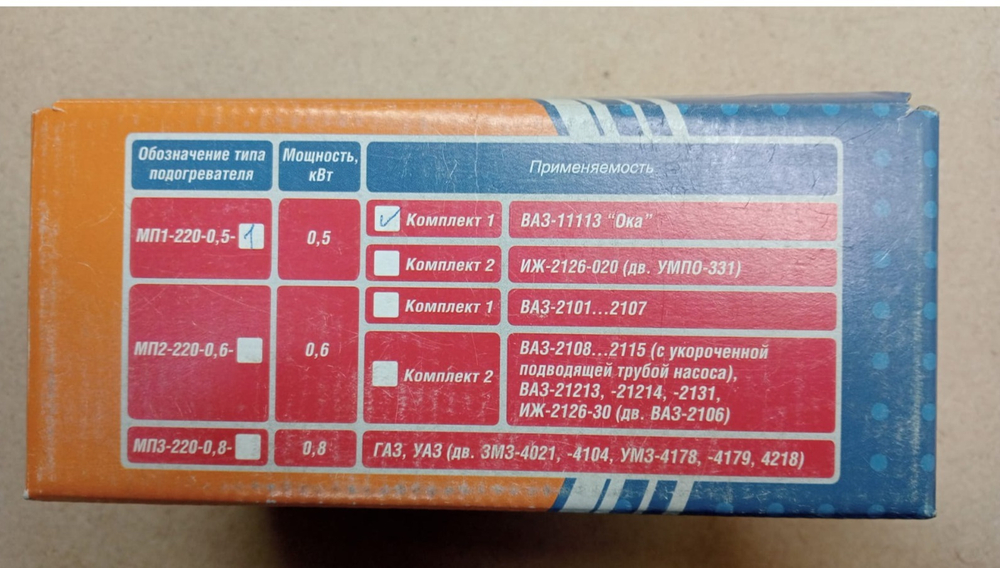 Обозначение типа
подогревателя
Мощность,
кВт
Применяемость
МП1-220-0,5-1
0,5
Комплект 1
ВАЗ-11113 "Ока"
Комплект 2
ИЖ-2126-020 (дв. УМПО-331)
МП2-220-0,6-
0,6
Комплект 1
ВАЗ-2101...2107
Комплект 2
ВАЗ-2108...2115 (с укороченной
подводящей трубой насоса),
ВАЗ-21213, -21214, -2131,
ИЖ-2126-30 (дв. ВАЗ-2106)
МП3-220-0,8-
0,8
ГАЗ, УАЗ (дв. ЗМЗ-4021, -4104, УМЗ-4178, -4179, 4218)